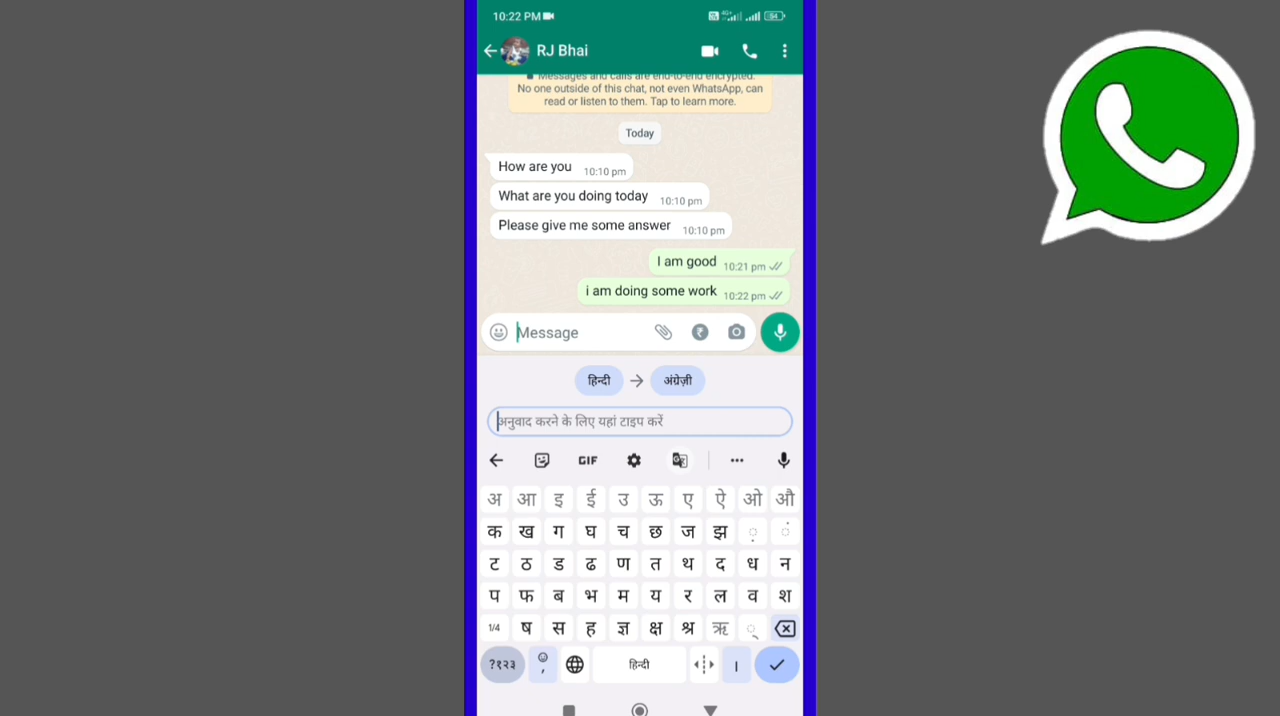 10:22 PM
4G+
54
RJ Bhai
Messages and calls are end-to-end encrypted.
No one outside of this chat, not even WhatsApp, can
read or listen to them. Tap to learn more.
Today
How are you 10:10 pm
What are you doing today 10:10 pm
Please give me some answer 10:10 pm
I am good 10:21 pm
i am doing some work 10:22 pm
Message ₹
हिन्दी → अंग्रेज़ी
अनुवाद करने के लिए यहां टाइप करें
GIF
अ आ इ ई उ ऊ ए ऐ ओ औ
क ख ग घ च छ ज झ ़ ं
ट ठ ड ढ ण त थ द ध न
प फ ब भ म य र ल व श
1/4 ष स ह ज्ञ क्ष श्र ऋ ्
?१२३ , हिन्दी ।